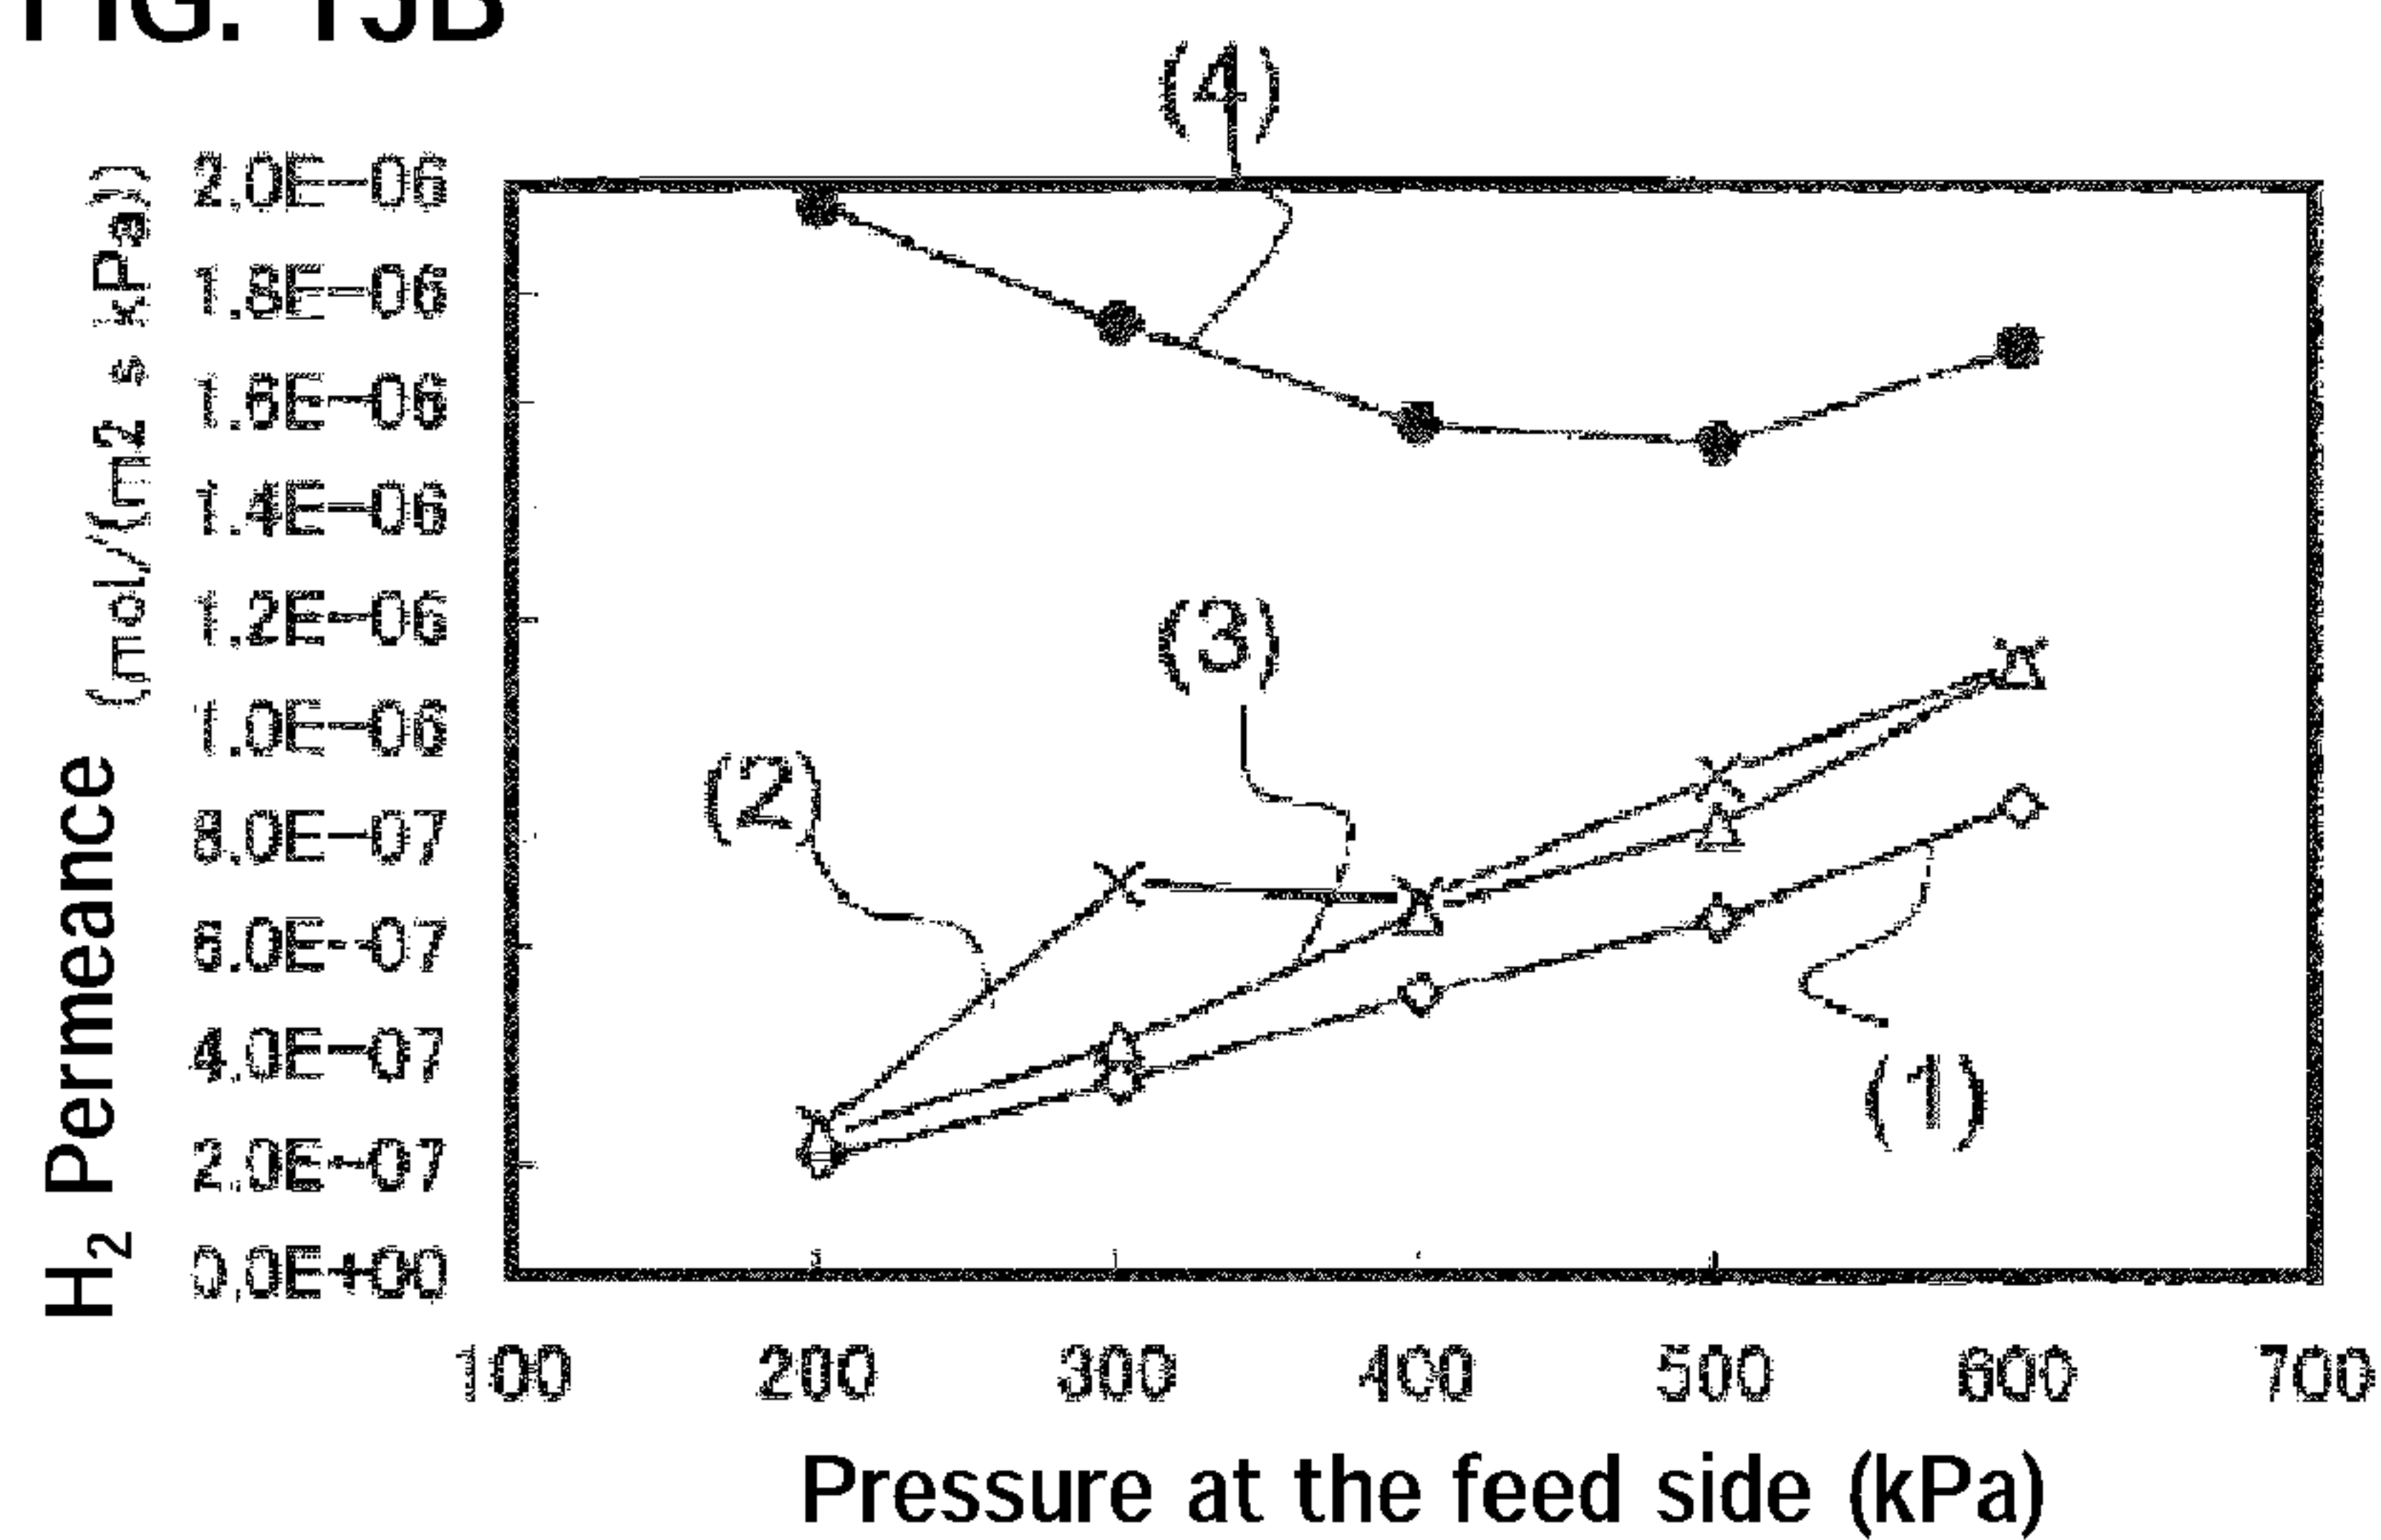 (4)
H2 Permeance (mol/(m2 s kPa))
2.0E-06
1.8E-06
1.6E-06
1.4E-06
1.2E-06
1.0E-06
8.0E-07
6.0E-07
4.0E-07
2.0E-07
0.0E+00
(3)
(2)
(1)
100 200 300 400 500 600 700
Pressure at the feed side (kPa)